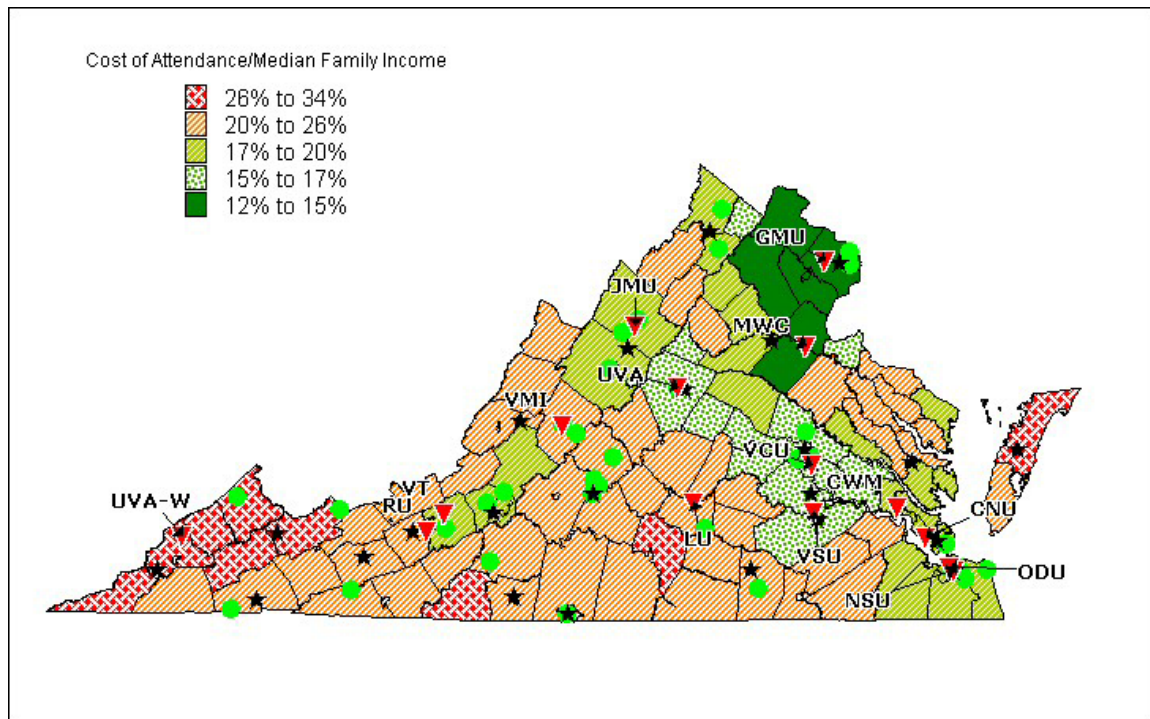 Cost of Attendance/Median Family Income
26% to 34%
20% to 26%
17% to 20%
15% to 17%
12% to 15%
GMU
JMU
MWC
UVA
VMI
VCU
CWM
UVA-W
VT
RU
CNU
LU
VSU
ODU
NSU